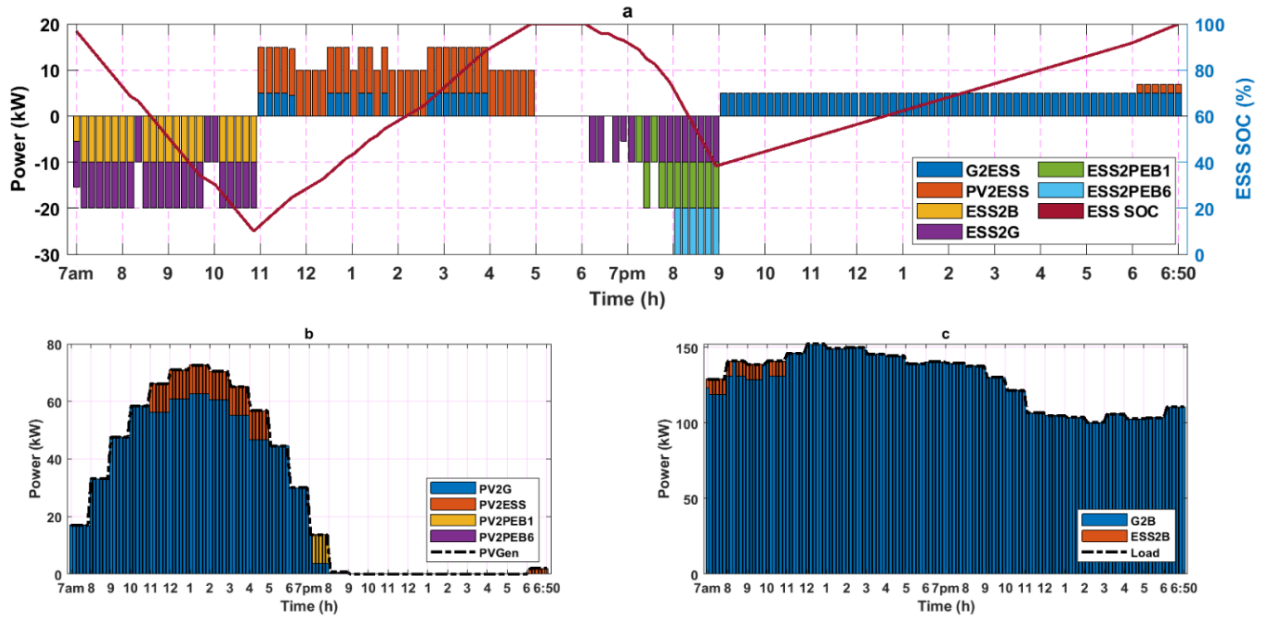 a
20
10
0
-10
-20
-30
Power (kW)
100
80
60
40
20
0
ESS SOC (%)
G2ESS
PV2ESS
ESS2B
ESS2G
ESS2PEB1
ESS2PEB6
ESS SOC
7am 8 9 10 11 12 1 2 3 4 5 6 7pm 8 9 10 11 12 1 2 3 4 5 6 6:50
Time (h)
b
80
60
40
20
0
Power (kW)
PV2G
PV2ESS
PV2PEB1
PV2PEB6
PVGen
7am 8 9 10 11 12 1 2 3 4 5 6 7pm 8 9 10 11 12 1 2 3 4 5 6 6:50
Time (h)
c
150
100
50
0
Power (kW)
G2B
ESS2B
Load
7am 8 9 10 11 12 1 2 3 4 5 6 7pm 8 9 10 11 12 1 2 3 4 5 6 6:50
Time (h)